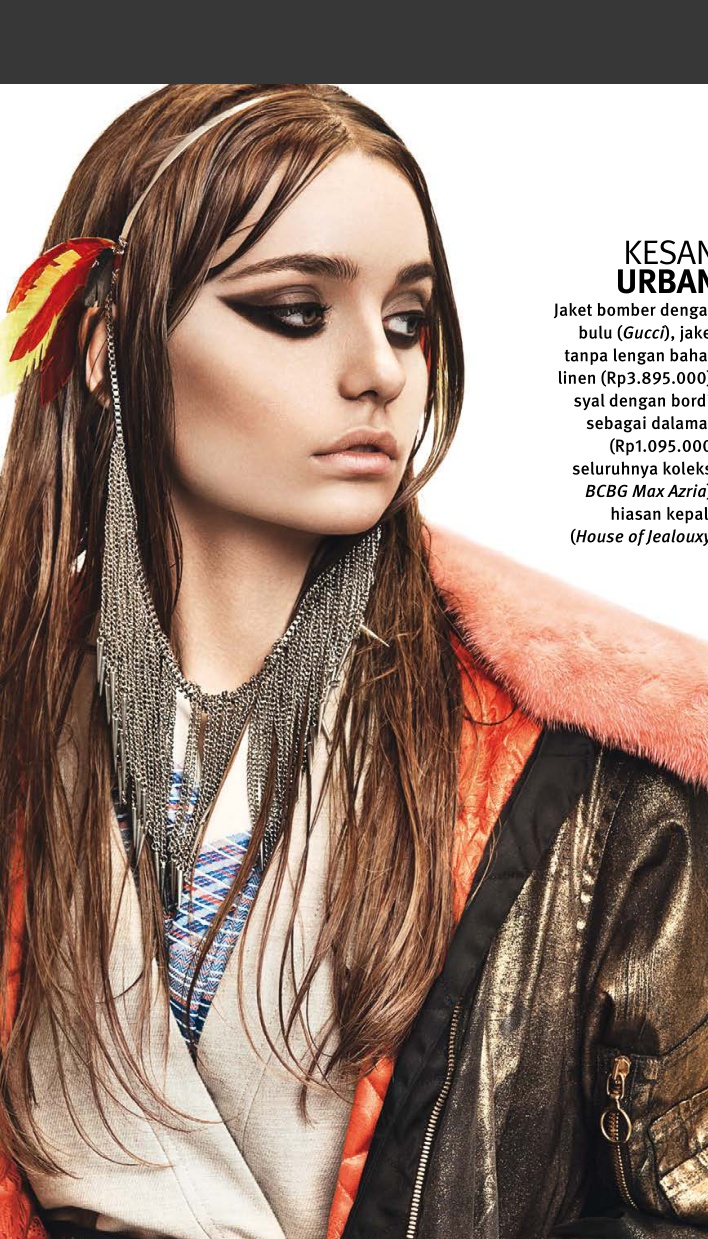 KESAN
URBAN
Jaket bomber denga
bulu (Gucci), jake
tanpa lengan baha
linen (Rp3.895.000)
syal dengan bord
sebagai dalama
(Rp1.095.000
seluruhnya koleks
BCBG Max Azria)
hiasan kepal
(House of Jealouxy